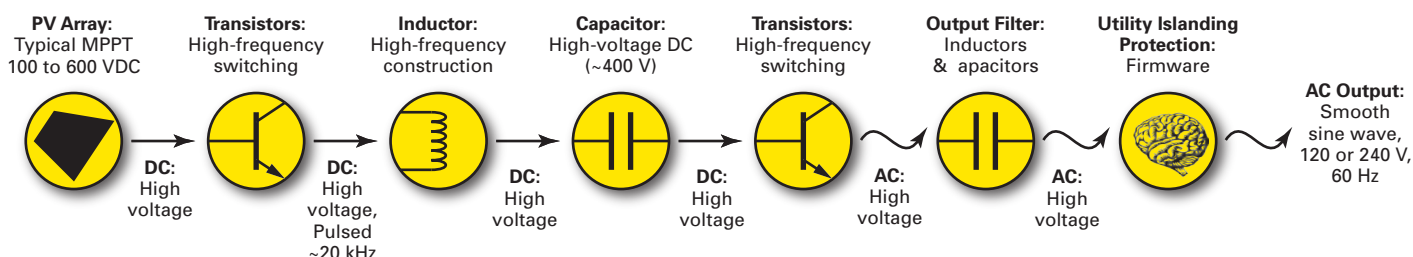 PV Array:
Typical MPPT
100 to 600 VDC
Transistors:
High-frequency
switching
Inductor:
High-frequency
construction
Capacitor:
High-voltage DC
(~400 V)
Transistors:
High-frequency
switching
Output Filter:
Inductors
& apacitors
Utility Islanding
Protection:
Firmware
AC Output:
Smooth
sine wave,
120 or 240 V,
60 Hz
DC:
High
voltage
DC:
High
voltage,
Pulsed
~20 kHz
DC:
High
voltage
DC:
High
voltage
AC:
High
voltage
AC:
High
voltage